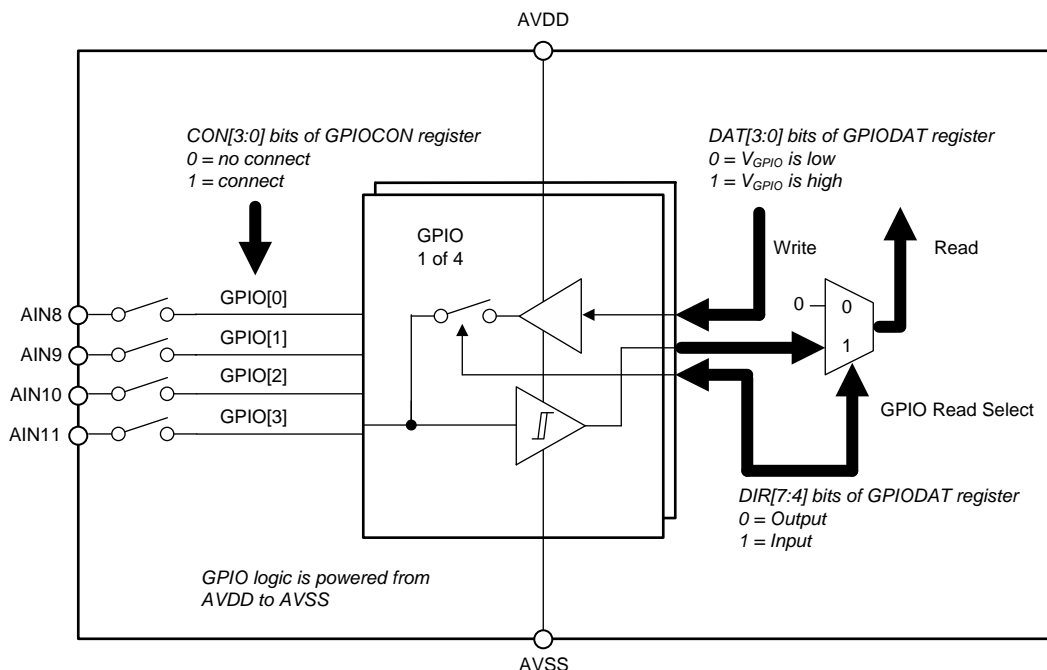 AVDD
CON[3:0] bits of GPIOCON register
0 = no connect
1 = connect
DAT[3:0] bits of GPIODAT register
0 = VGPIO is low
1 = VGPIO is high
GPIO
1 of 4
Write
Read
AIN8
GPIO[0]
0
0
AIN9
GPIO[1]
1
AIN10
GPIO[2]
GPIO Read Select
AIN11
GPIO[3]
DIR[7:4] bits of GPIODAT register
0 = Output
1 = Input
GPIO logic is powered from
AVDD to AVSS
AVSS